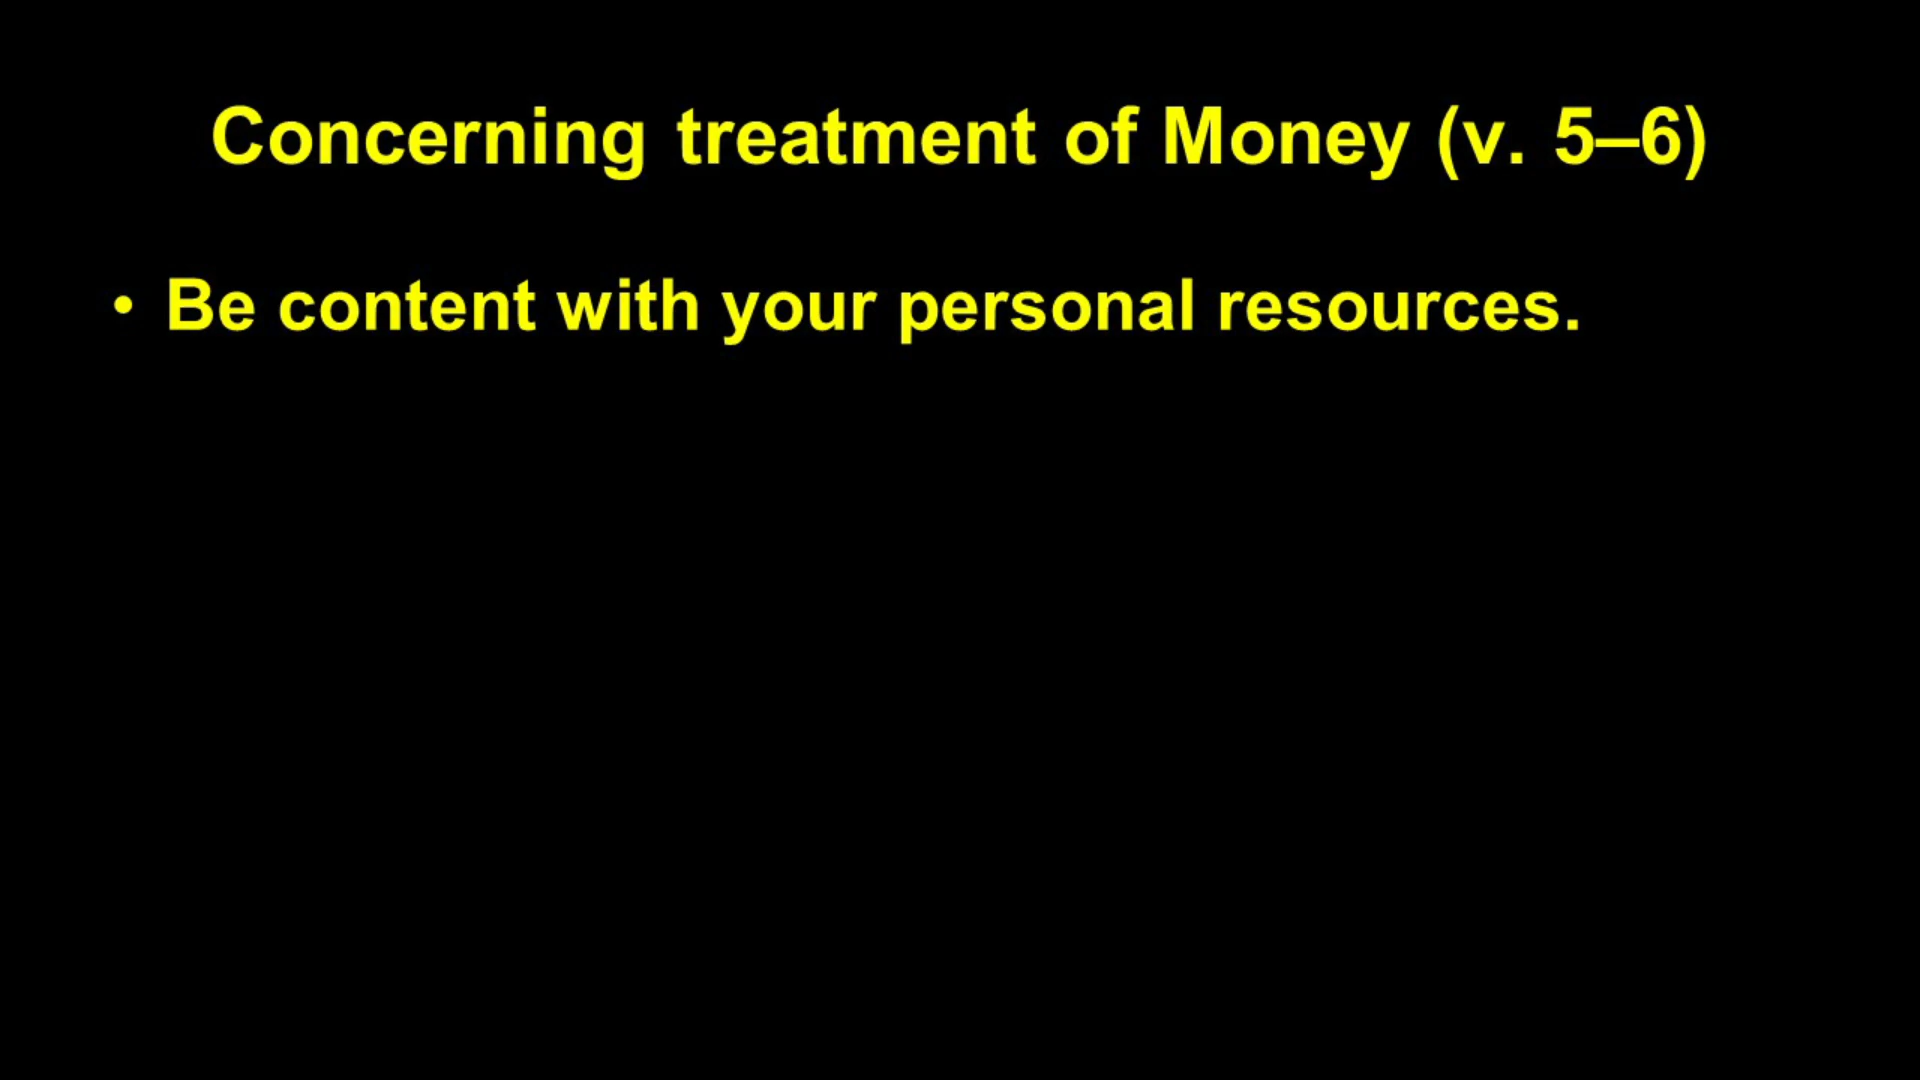 Concerning treatment of Money (v. 5–6)
• Be content with your personal resources.